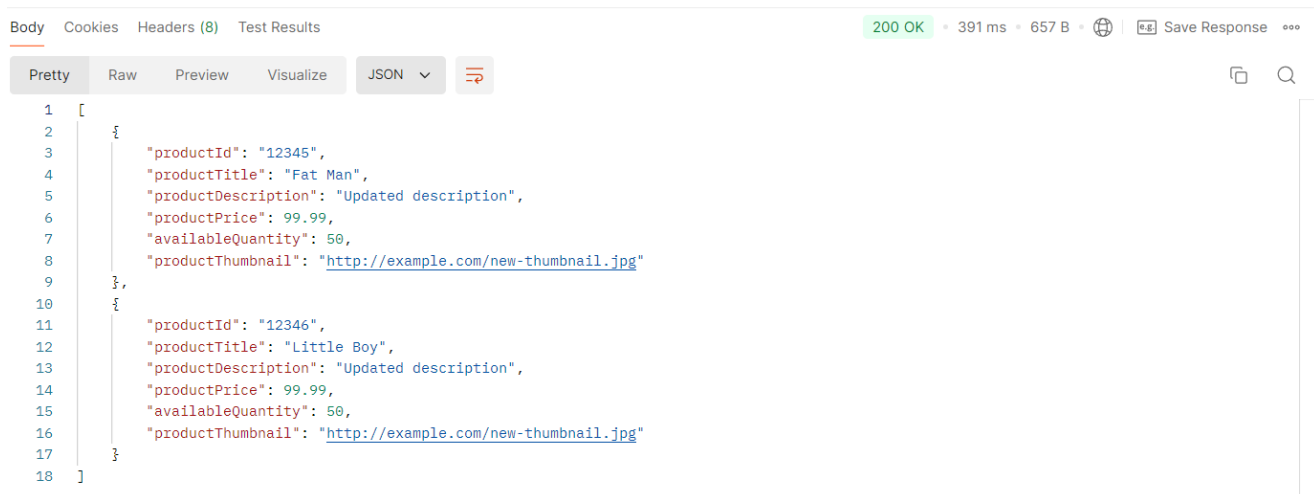 Body Cookies Headers (8) Test Results 200 OK 391 ms 657 B e.g. Save Response
Pretty Raw Preview Visualize JSON
1 [
2 {
3 "productId": "12345",
4 "productTitle": "Fat Man",
5 "productDescription": "Updated description",
6 "productPrice": 99.99,
7 "availableQuantity": 50,
8 "productThumbnail": "http://example.com/new-thumbnail.jpg"
9 },
10 {
11 "productId": "12346",
12 "productTitle": "Little Boy",
13 "productDescription": "Updated description",
14 "productPrice": 99.99,
15 "availableQuantity": 50,
16 "productThumbnail": "http://example.com/new-thumbnail.jpg"
17 }
18 ]